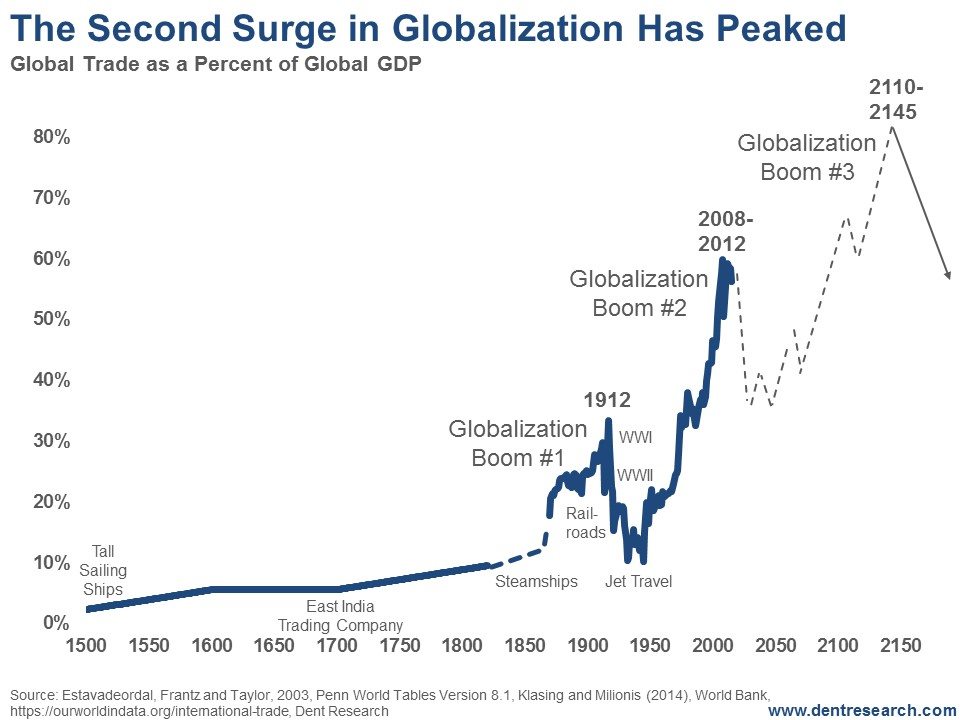 The Second Surge in Globalization Has Peaked
Global Trade as a Percent of Global GDP
2110-
2145
80%
Globalization
Boom #3
70%
2008-
2012
60%
Globalization
Boom #2
50%
40%
1912
Globalization
Boom #1
30%
WWI
WWII
20%
Rail-
roads
10%
Tall
Sailing
Ships
Steamships
Jet Travel
East India
Trading Company
0%
1500 1550 1600 1650 1700 1750 1800 1850 1900 1950 2000 2050 2100 2150
Source: Estavadeordal, Frantz and Taylor, 2003, Penn World Tables Version 8.1, Klasing and Milionis (2014), World Bank,
https://ourworldindata.org/international-trade, Dent Research
www.dentresearch.com